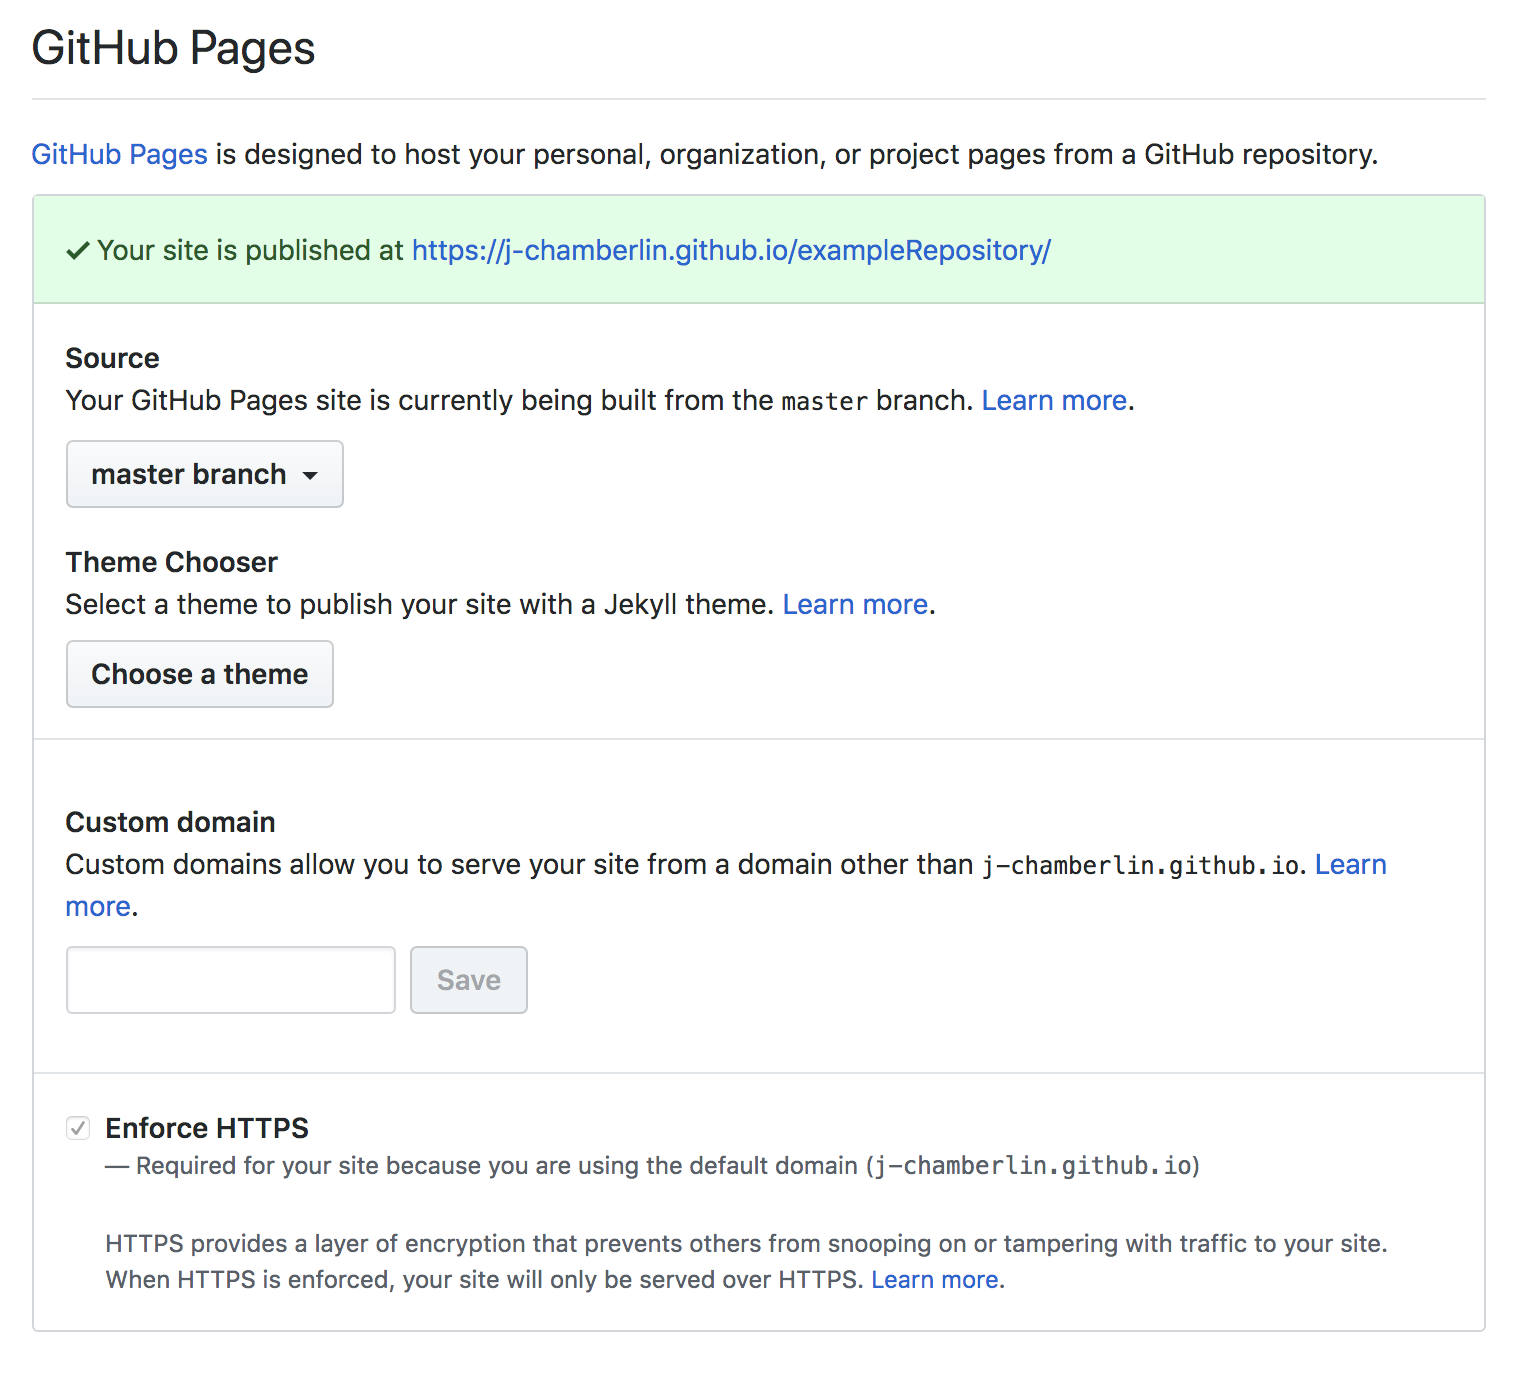 GitHub Pages
GitHub Pages is designed to host your personal, organization, or project pages from a GitHub repository.
Your site is published at https://j-chamberlin.github.io/exampleRepository/
Source
Your GitHub Pages site is currently being built from the master branch. Learn more.
master branch
Theme Chooser
Select a theme to publish your site with a Jekyll theme. Learn more.
Choose a theme
Custom domain
Custom domains allow you to serve your site from a domain other than j-chamberlin.github.io. Learn
more.
Save
Enforce HTTPS
— Required for your site because you are using the default domain (j-chamberlin.github.io)
HTTPS provides a layer of encryption that prevents others from snooping on or tampering with traffic to your site.
When HTTPS is enforced, your site will only be served over HTTPS. Learn more.